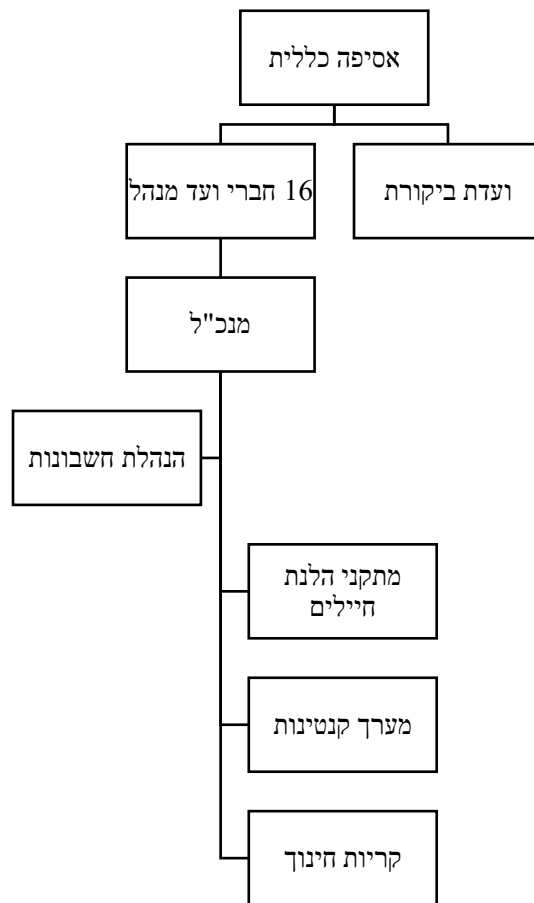 אסיפה כללית
ועדת ביקורת
16 חברי ועד מנהל
מנכ"ל
הנהלת חשבונות
מתקני הלנת
חיילים
מערך קנטינות
קריות חינוך